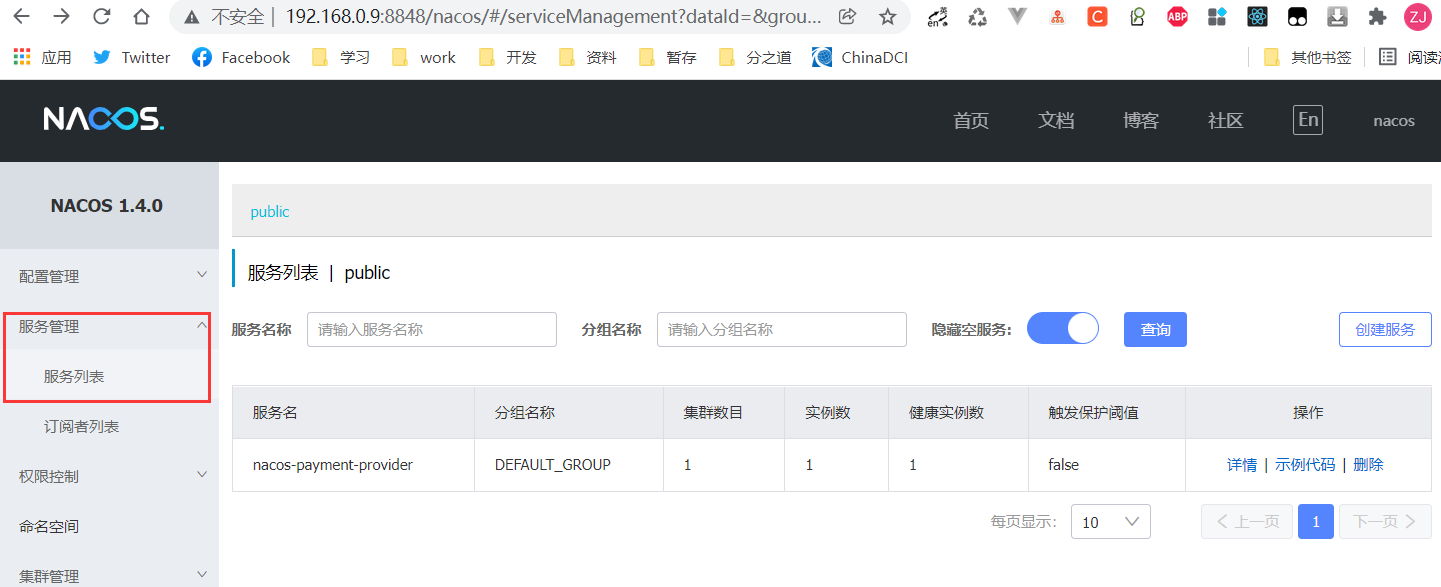 不安全 | 192.168.0.9:8848/nacos/#/serviceManagement?dataId=&grou...
应用 Twitter Facebook 学习 work 开发 资料 暂存 分之道 ChinaDCI 其他书签
NACOS. 首页 文档 博客 社区 En nacos
NACOS 1.4.0
配置管理
服务管理
服务列表
订阅者列表
权限控制
命名空间
集群管理
public
服务列表 | public
服务名称 请输入服务名称 分组名称 请输入分组名称 隐藏空服务: 查询 创建服务
服务名 分组名称 集群数目 实例数 健康实例数 触发保护阈值 操作
nacos-payment-provider DEFAULT_GROUP 1 1 1 false 详情 | 示例代码 | 删除
每页显示: 10 上一页 1 下一页